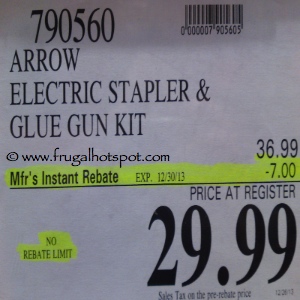 790560
0000007905605
ARROW
ELECTRIC STAPLER &
GLUE GUN KIT
© www.frugalhotspot.com
36.99
Mfr's Instant Rebate EXP. 12/30/13 -7.00
PRICE AT REGISTER
29.99
NO
REBATE LIMIT
Sales Tax on the pre-rebate price